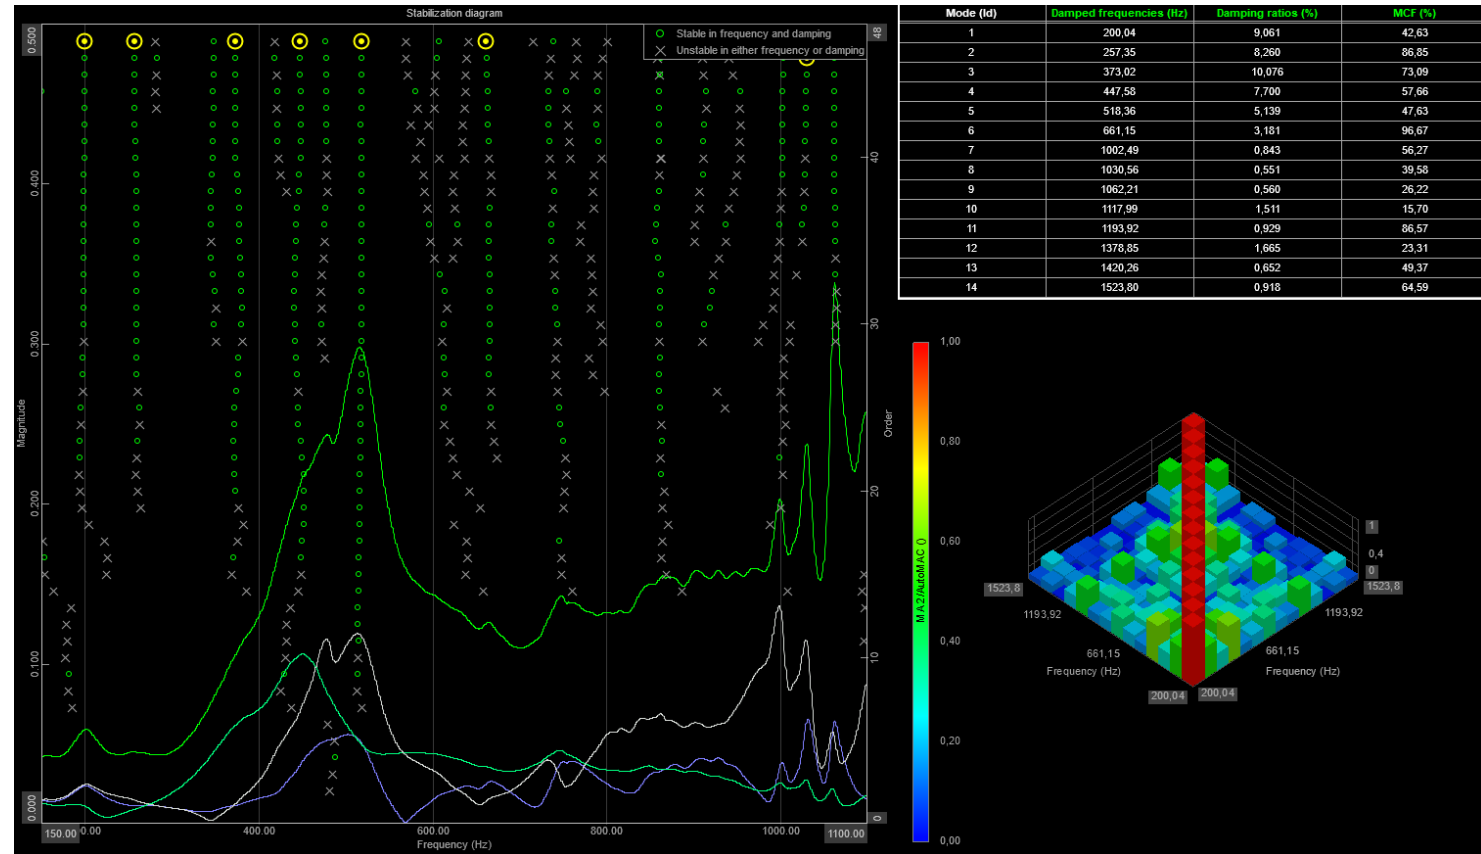 Stabilization diagram
Stable in frequency and damping
Unstable in either frequency or damping
0.500
0.400
0.300
0.200
0.100
0.000
Magnitude
48
40
30
20
10
0
Order
150.00
0.00
400.00
600.00
800.00
1000.00
1100.00
Frequency (Hz)
Mode (Id) Damped frequencies (Hz) Damping ratios (%) MCF (%)
1 200,04 9,061 42,63
2 257,35 8,260 86,85
3 373,02 10,076 73,09
4 447,58 7,700 57,66
5 518,36 5,139 47,63
6 661,15 3,181 96,67
7 1002,49 0,843 56,27
8 1030,56 0,551 39,58
9 1062,21 0,560 26,22
10 1117,99 1,511 15,70
11 1193,92 0,929 86,57
12 1378,85 1,665 23,31
13 1420,26 0,652 49,37
14 1523,80 0,918 64,59
1,00
0,80
0,60
0,40
0,20
0,00
MA2/AutoMAC ()
1
0,4
0
1523,8
1193,92
661,15
200,04
Frequency (Hz)
1523,8
1193,92
661,15
200,04
Frequency (Hz)